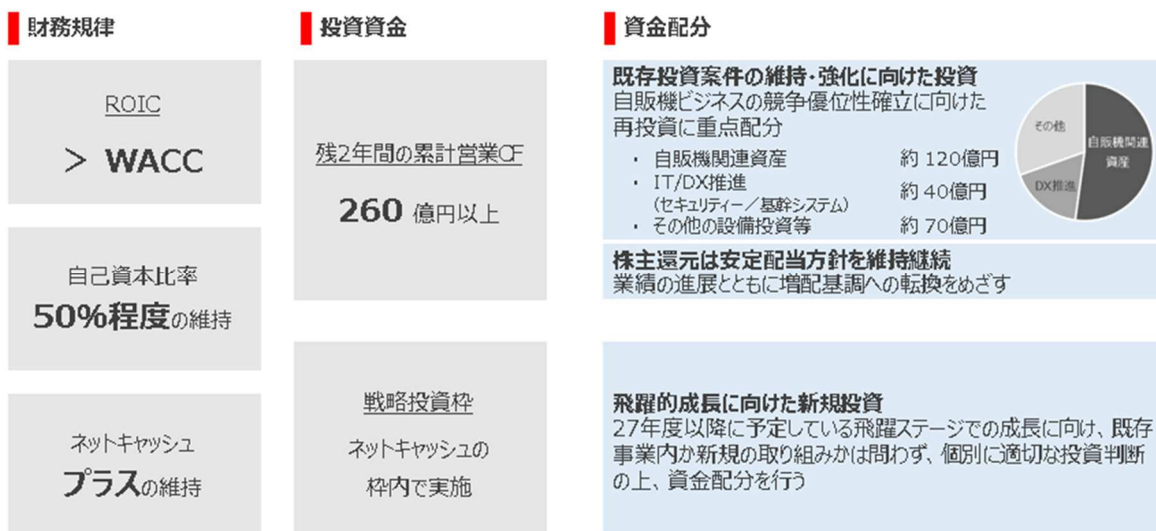 財務規律
ROIC
> WACC
自己資本比率
50%程度の維持
ネットキャッシュ
プラスの維持
投資資金
残2年間の累計営業CF
260 億円以上
戦略投資枠
ネットキャッシュの
枠内で実施
資金配分
既存投資案件の維持・強化に向けた投資
自販機ビジネスの競争優位性確立に向けた
再投資に重点配分
・ 自販機関連資産 約 120億円
・ IT/DX推進 約 40億円
(セキュリティー／基幹システム)
・ その他の設備投資等 約 70億円
その他
自販機関連
資産
DX推進
株主還元は安定配当方針を維持継続
業績の進展とともに増配基調への転換をめざす
飛躍的成長に向けた新規投資
27年度以降に予定している飛躍ステージでの成長に向け、既存
事業内か新規の取り組みかは問わず、個別に適切な投資判断
の上、資金配分を行う